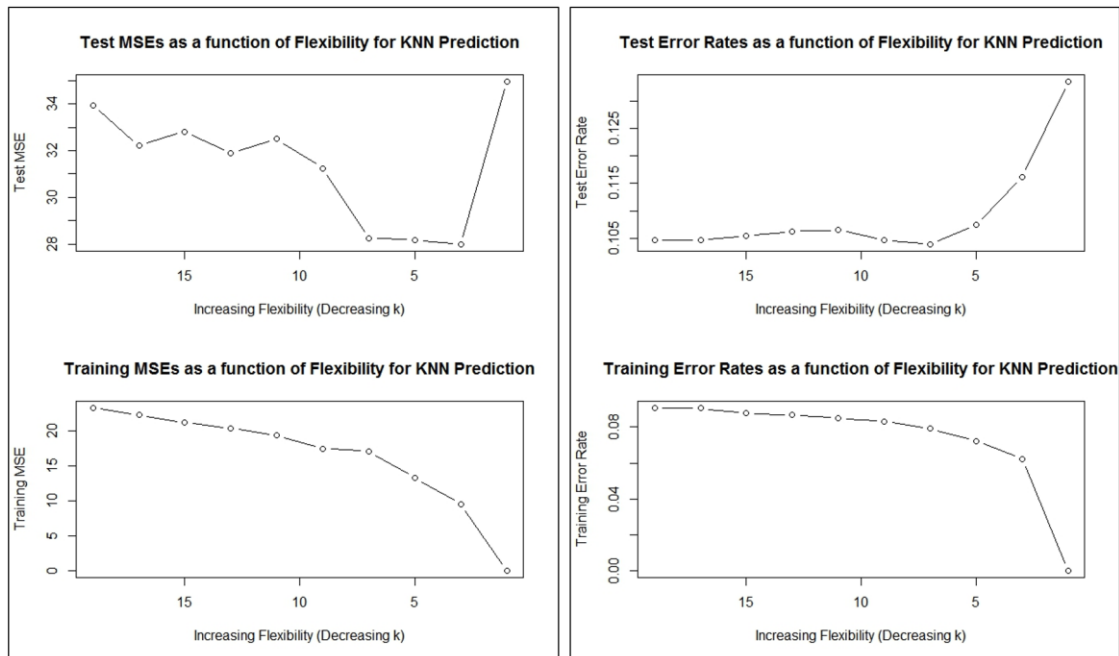 Test MSEs as a function of Flexibility for KNN Prediction
Test MSE
34
32
30
28
15 10 5
Increasing Flexibility (Decreasing k)
Training MSEs as a function of Flexibility for KNN Prediction
Training MSE
20
15
10
5
0
15 10 5
Increasing Flexibility (Decreasing k)
Test Error Rates as a function of Flexibility for KNN Prediction
Test Error Rate
0.125
0.115
0.105
15 10 5
Increasing Flexibility (Decreasing k)
Training Error Rates as a function of Flexibility for KNN Prediction
Training Error Rate
0.08
0.04
0.00
15 10 5
Increasing Flexibility (Decreasing k)